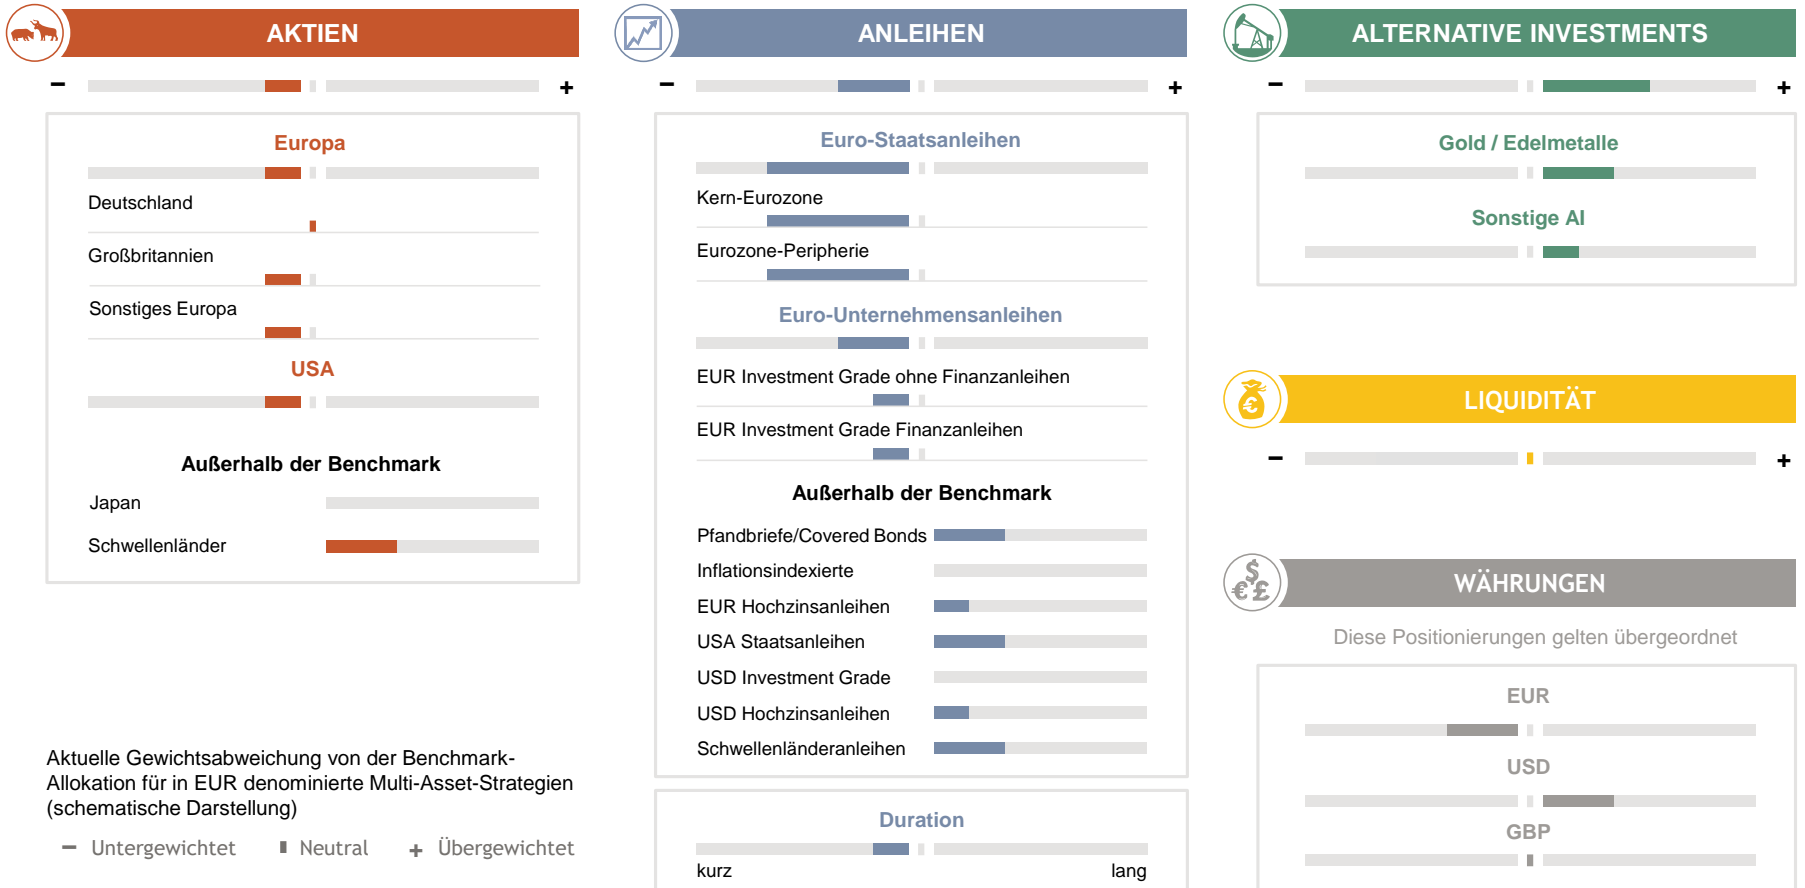 AKTIEN
− +
Europa
Deutschland
Großbritannien
Sonstiges Europa
USA
Außerhalb der Benchmark
Japan
Schwellenländer
Aktuelle Gewichtsabweichung von der Benchmark-
Allokation für in EUR denominierte Multi-Asset-Strategien
(schematische Darstellung)
− Untergewichtet Neutral + Übergewichtet
ANLEIHEN
− +
Euro-Staatsanleihen
Kern-Eurozone
Eurozone-Peripherie
Euro-Unternehmensanleihen
EUR Investment Grade ohne Finanzanleihen
EUR Investment Grade Finanzanleihen
Außerhalb der Benchmark
Pfandbriefe/Covered Bonds
Inflationsindexierte
EUR Hochzinsanleihen
USA Staatsanleihen
USD Investment Grade
USD Hochzinsanleihen
Schwellenländeranleihen
Duration
kurz lang
ALTERNATIVE INVESTMENTS
− +
Gold / Edelmetalle
Sonstige AI
€
LIQUIDITÄT
− +
$
€ £
WÄHRUNGEN
Diese Positionierungen gelten übergeordnet
EUR
USD
GBP